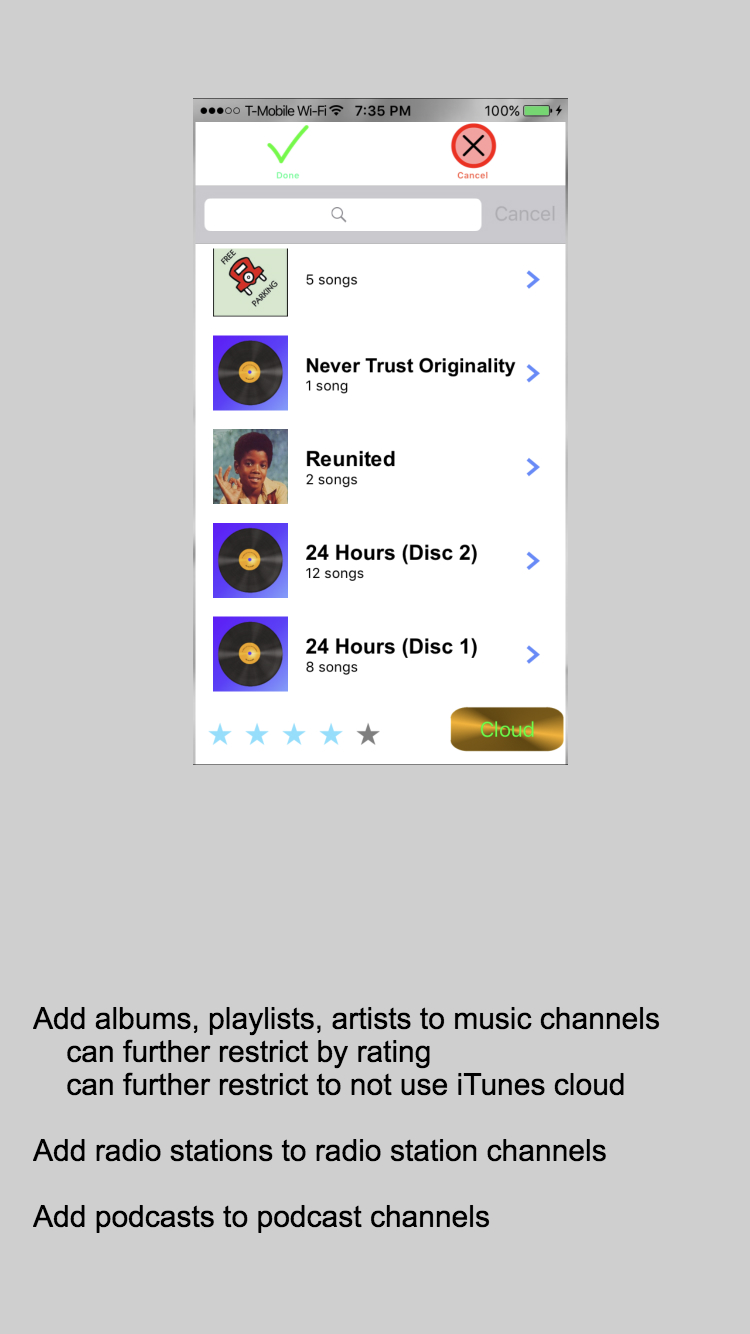 T-Mobile Wi-Fi 7:35 PM 100%
Done Cancel
Cancel
FREE
PARKING
5 songs
Never Trust Originality
1 song
Reunited
2 songs
24 Hours (Disc 2)
12 songs
24 Hours (Disc 1)
8 songs
Cloud
Add albums, playlists, artists to music channels
can further restrict by rating
can further restrict to not use iTunes cloud
Add radio stations to radio station channels
Add podcasts to podcast channels